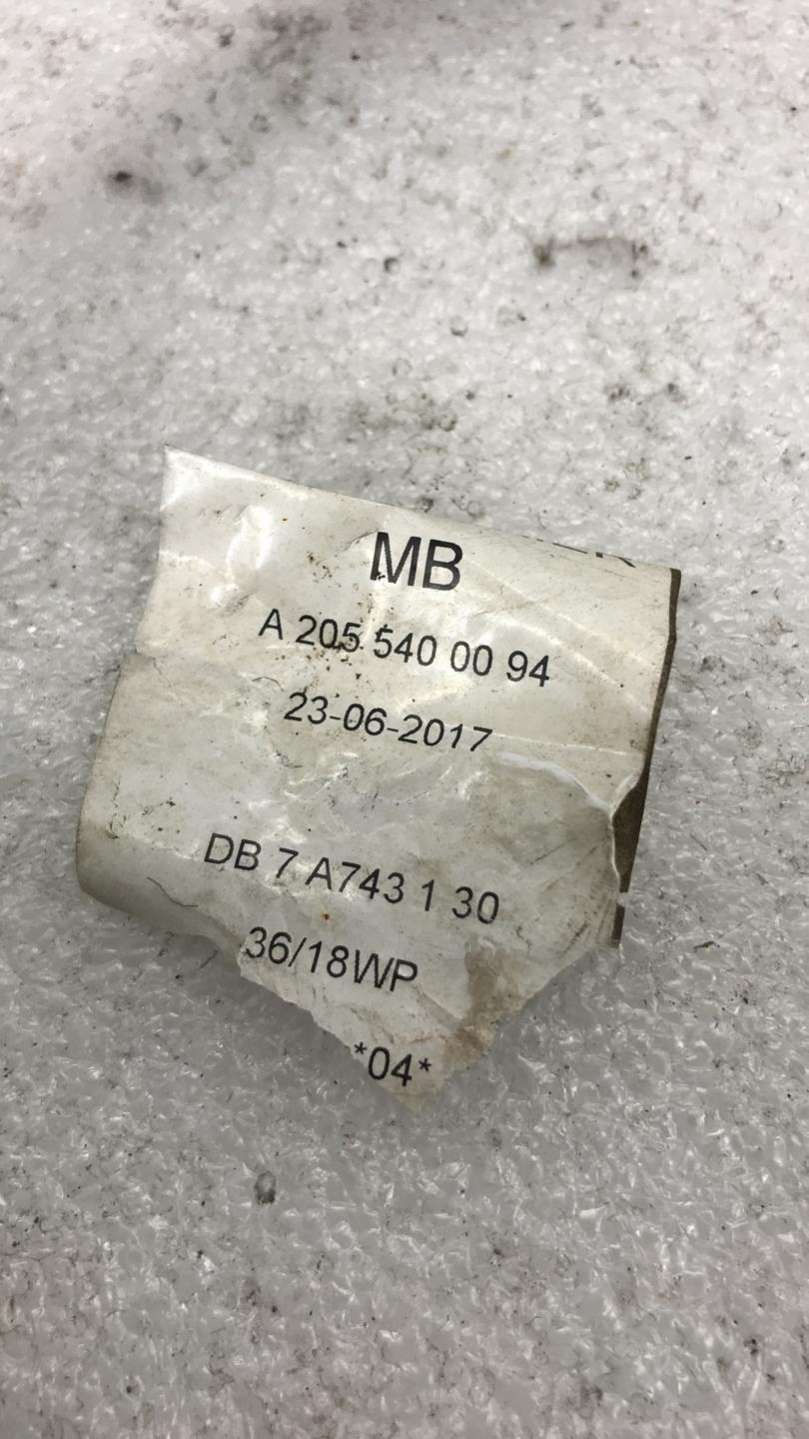 MB
A 205 540 00 94
23-06-2017
DB 7 A743 1 30
36/18WP
*04*